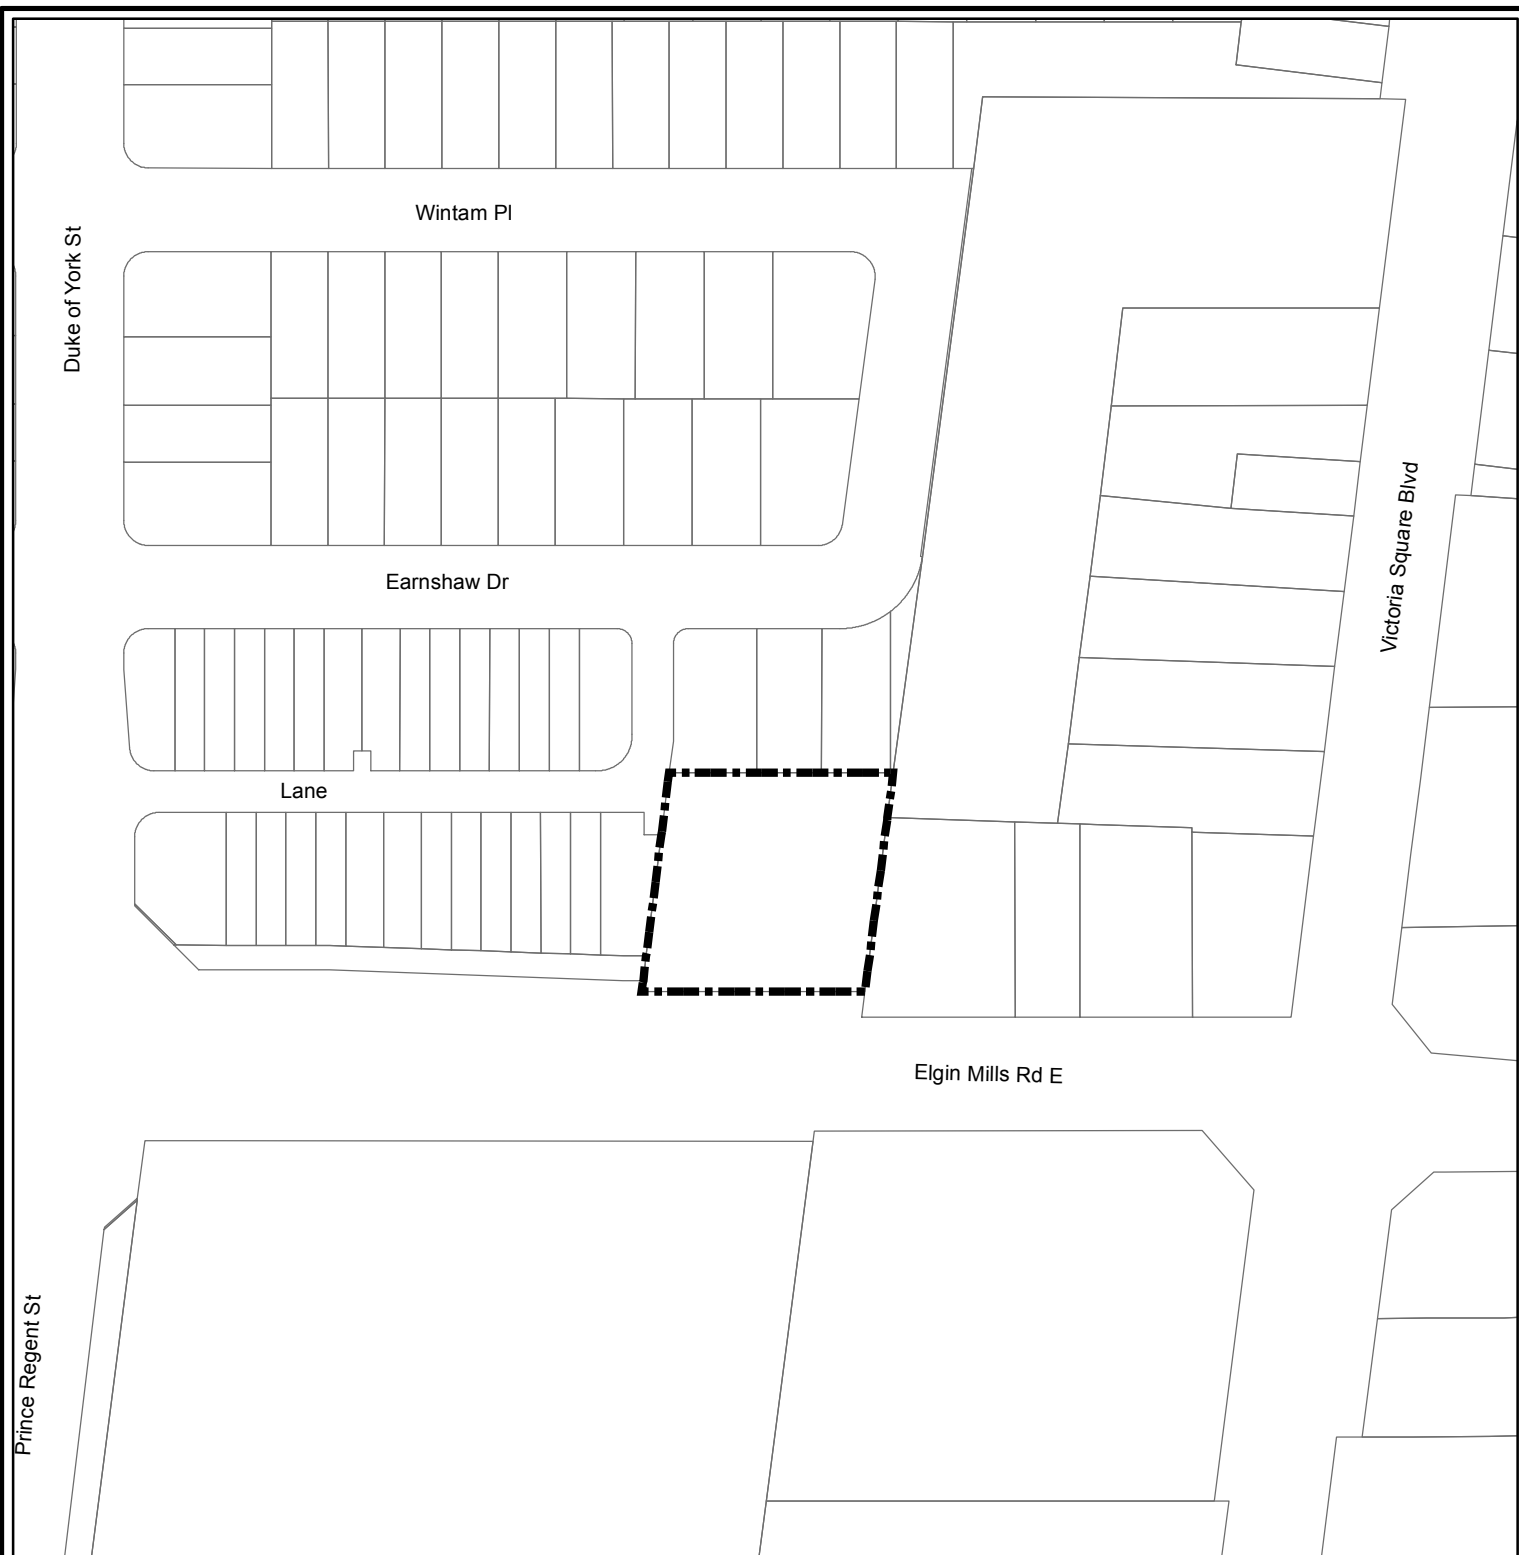 Wintam Pl
Duke of York St
Victoria Square Blvd
Earnshaw Dr
Lane
Elgin Mills Rd E
Prince Regent St